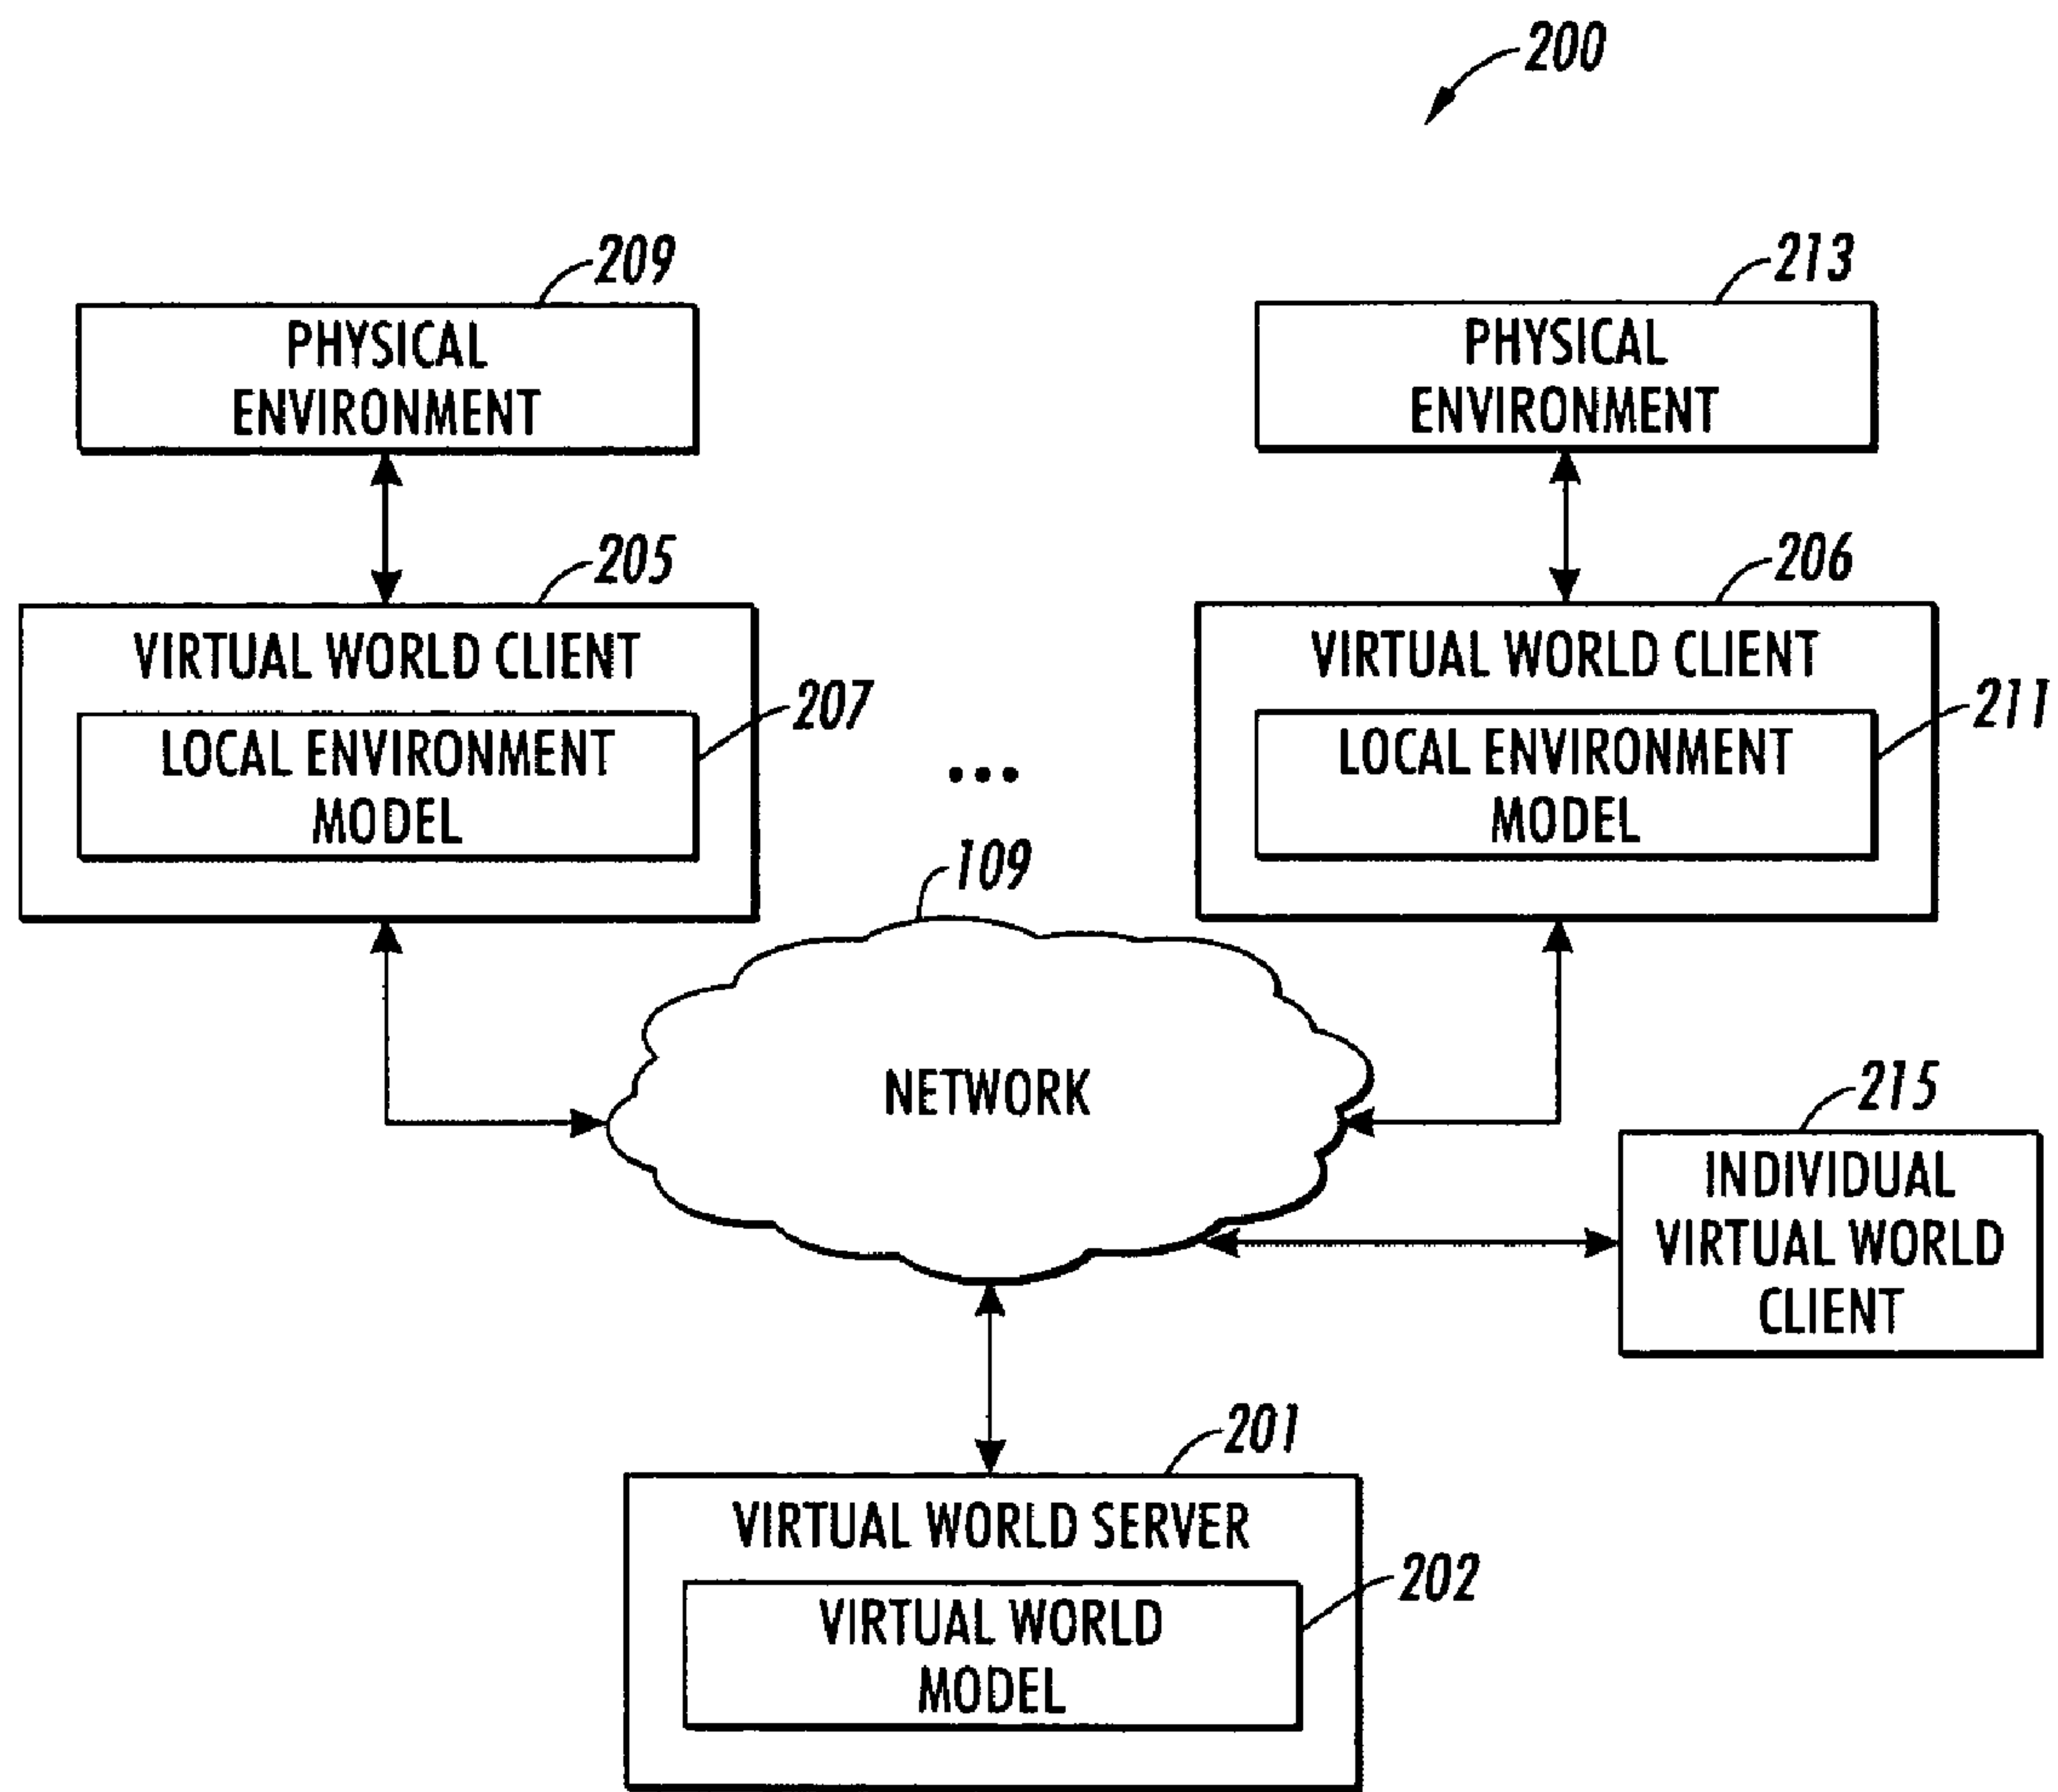 200
209
PHYSICAL
ENVIRONMENT
213
PHYSICAL
ENVIRONMENT
205
VIRTUAL WORLD CLIENT
207
LOCAL ENVIRONMENT
MODEL
206
VIRTUAL WORLD CLIENT
211
LOCAL ENVIRONMENT
MODEL
...
109
NETWORK
215
INDIVIDUAL
VIRTUAL WORLD
CLIENT
201
VIRTUAL WORLD SERVER
202
VIRTUAL WORLD
MODEL